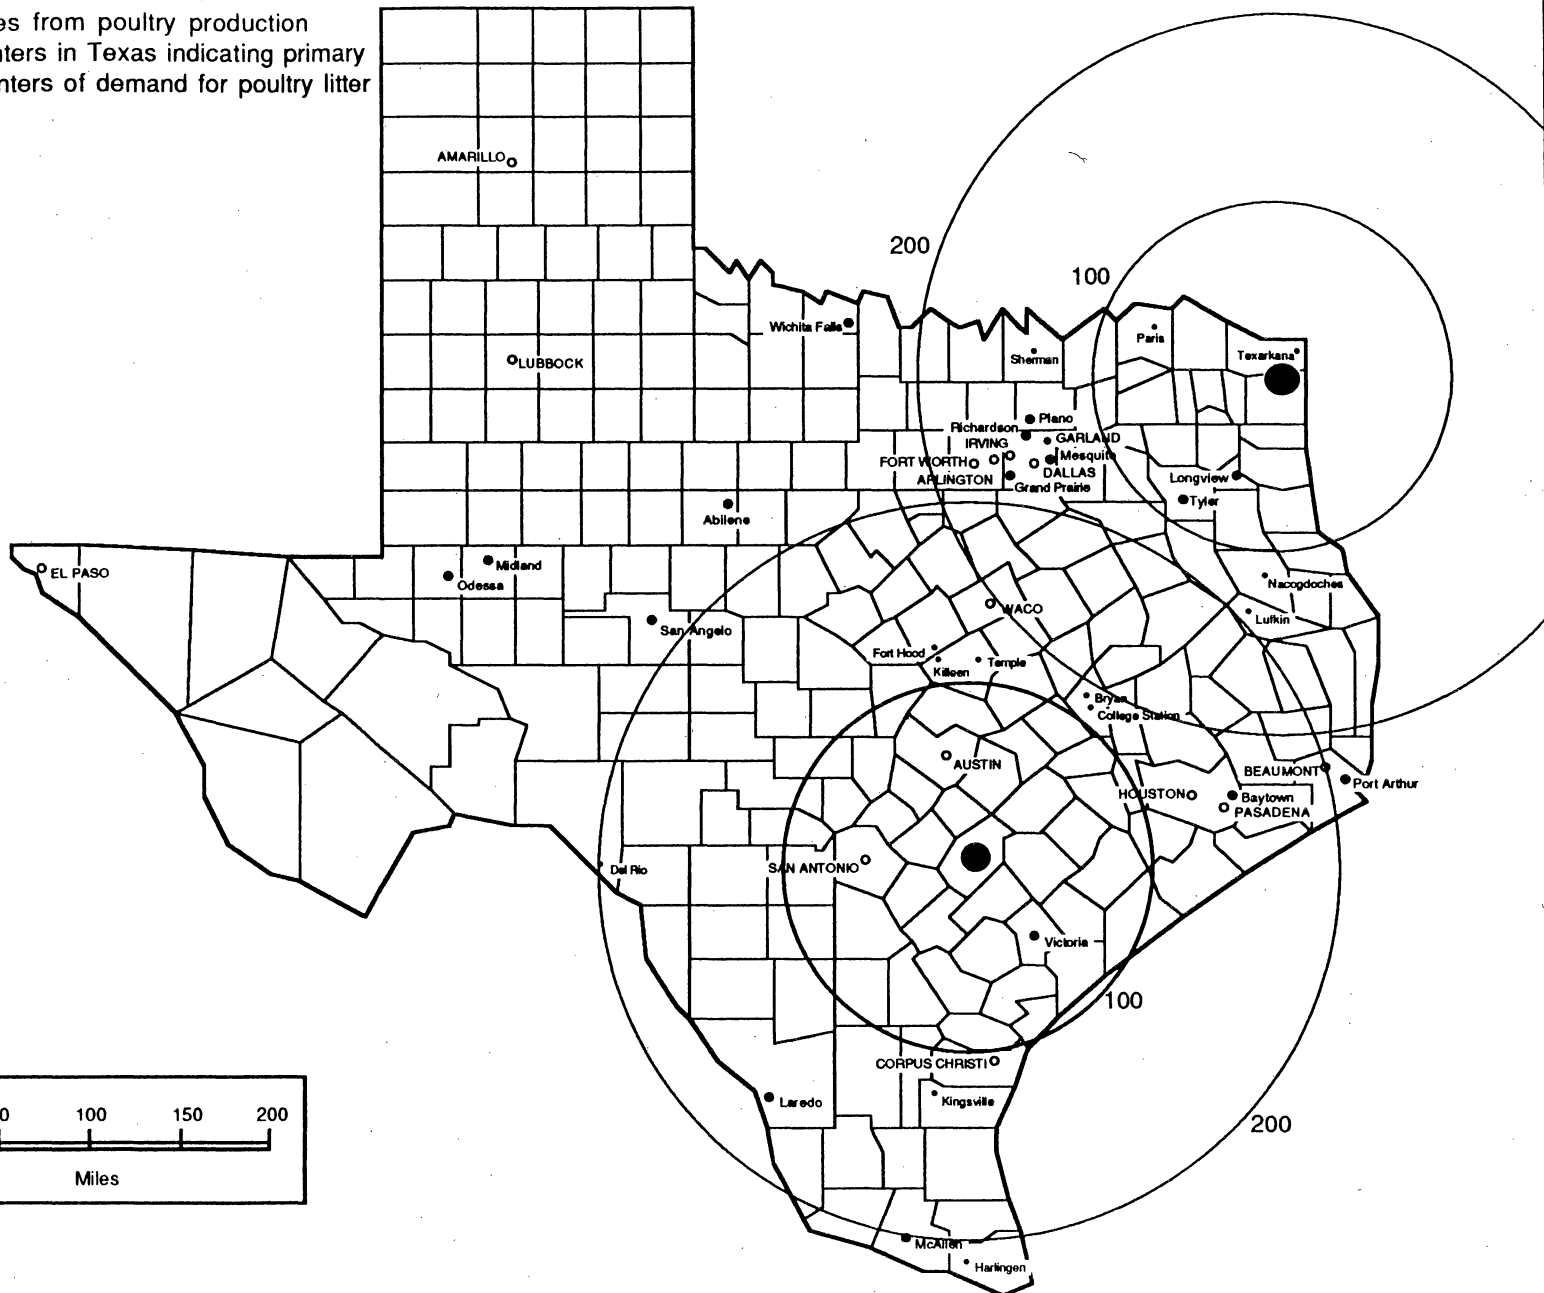 es from poultry production
nters in Texas indicating primary
nters of demand for poultry litter
AMARILLO
200
100
Wichita Falls
Paris
Sherman
Texarkana
LUBBOCK
Plano
Richardson
GARLAND
IRVING
Mesquite
FORT WORTH
DALLAS
ARLINGTON
Grand Prairie
Longview
Tyler
Abilene
EL PASO
Midland
Odessa
Nacogdoches
WACO
Lufkin
San Angelo
Fort Hood
Killeen
Temple
Bryan
College Station
AUSTIN
BEAUMONT
Port Arthur
HOUSTON
Baytown
PASADENA
SAN ANTONIO
Del Rio
Victoria
100
CORPUS CHRISTI
Laredo
Kingsville
200
0 100 150 200
Miles
McAllen
Harlingen